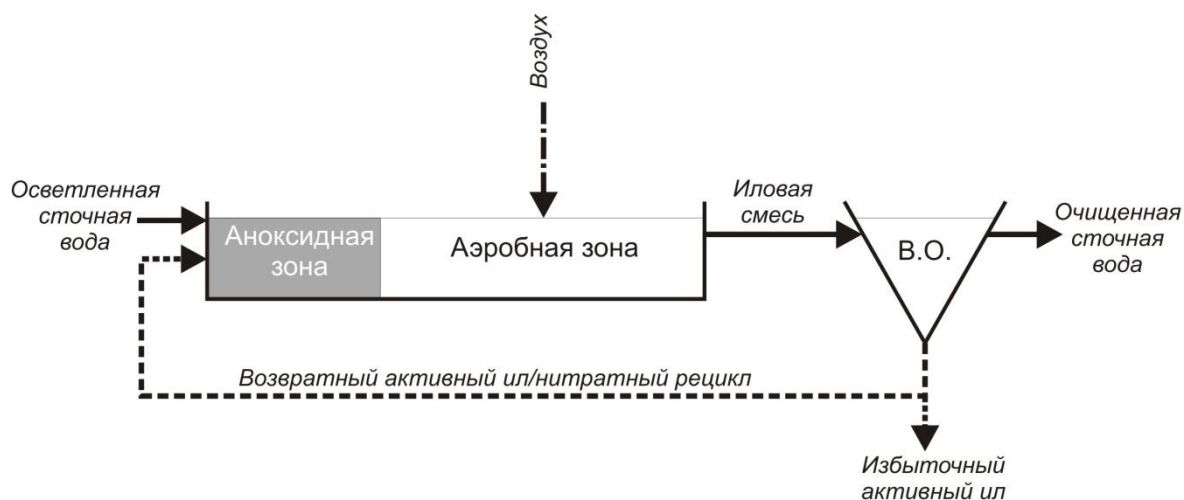 Воздух
Осветленная
сточная
вода
Аноксидная
зона
Аэробная зона
Иловая
смесь
В.О.
Очищенная
сточная
вода
Возвратный активный ил/нитратный рецикл
Избыточный
активный ил